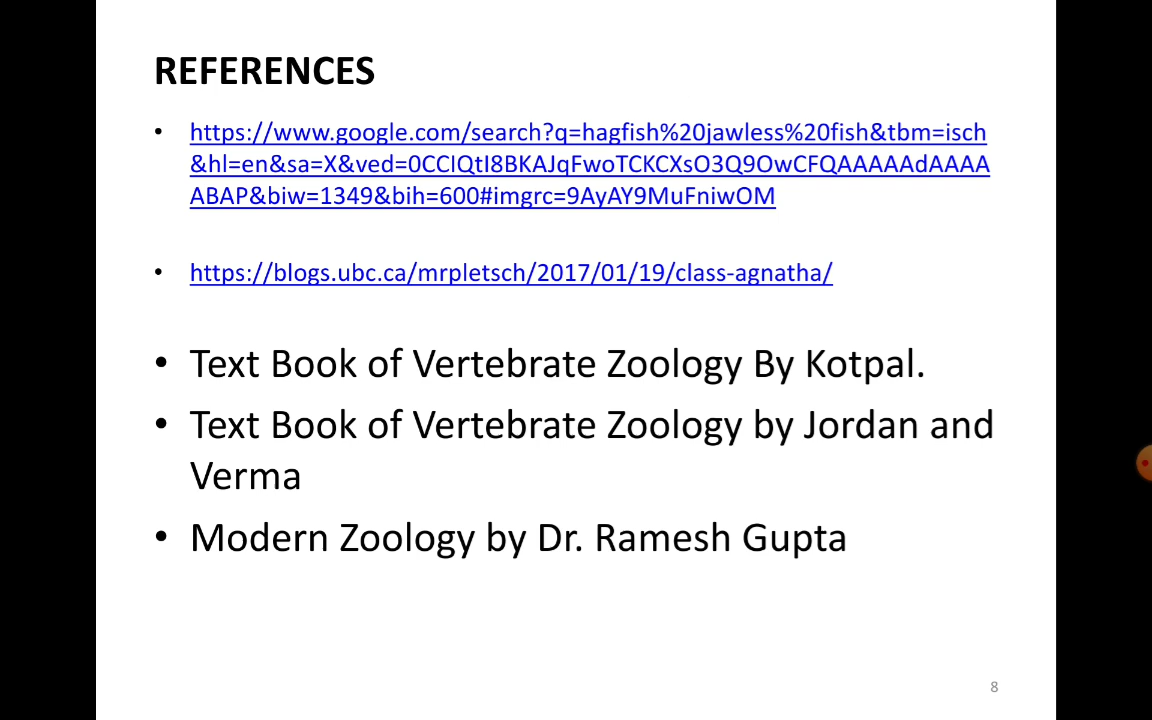 REFERENCES
• https://www.google.com/search?q=hagfish%20jawless%20fish&tbm=isch
&hl=en&sa=X&ved=0CCIQtI8BKAJqFwoTCKCXsO3Q9OwCFQAAAAAdAAAA
ABAP&biw=1349&bih=600#imgrc=9AyAY9MuFniwOM
• https://blogs.ubc.ca/mrpletsch/2017/01/19/class-agnatha/
• Text Book of Vertebrate Zoology By Kotpal.
• Text Book of Vertebrate Zoology by Jordan and
Verma
• Modern Zoology by Dr. Ramesh Gupta
8